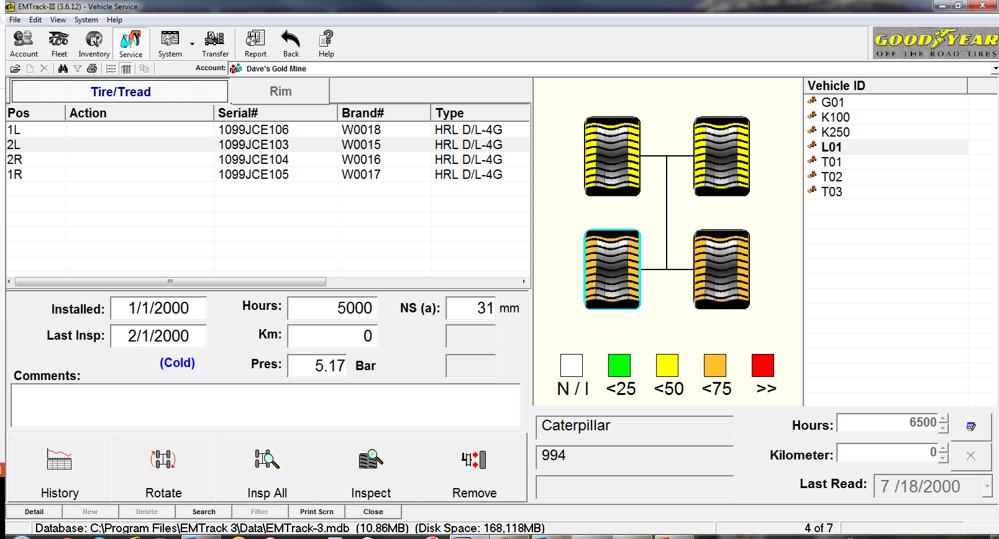 EMTrack-III (3.6.12) - Vehicle Service
File Edit View System Help
Account Fleet Inventory Service System Transfer Report Back Help
GOODYEAR
OFF THE ROAD TIRES
Account: Dave's Gold Mine
Tire/Tread Rim
Pos Action Serial# Brand# Type
1L 1099JCE106 W0018 HRL D/L-4G
2L 1099JCE103 W0015 HRL D/L-4G
2R 1099JCE104 W0016 HRL D/L-4G
1R 1099JCE105 W0017 HRL D/L-4G
Vehicle ID
G01
K100
K250
L01
T01
T02
T03
Installed: 1/1/2000 Hours: 5000 NS (a): 31 mm
Last Insp: 2/1/2000 Km: 0
(Cold) Pres: 5.17 Bar
Comments:
N / I <25 <50 <75 >>
Caterpillar
994
Hours: 6500
Kilometer: 0
Last Read: 7 /18/2000
History Rotate Insp All Inspect Remove
Detail New Delete Search Filter Print Scrn Close
Database: C:\Program Files\EMTrack 3\Data\EMTrack-3.mdb (10.86MB) (Disk Space: 168,118MB) 4 of 7